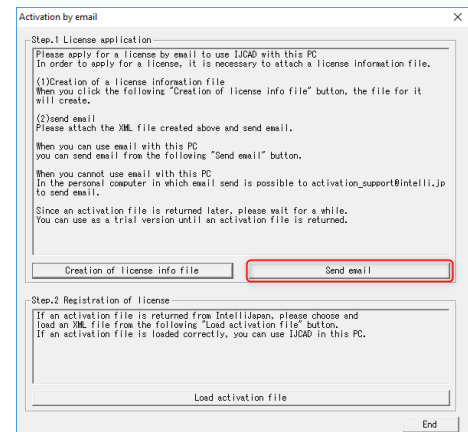 Activation by email
Step.1 License application
Please apply for a license by email to use IJCAD with this PC
In order to apply for a license, it is necessary to attach a license information file.
(1)Creation of a license information file
When you click the following "Creation of license info file" button, the file for it
will create.
(2)send email
Please attach the XML file created above and send email.
When you can use email with this PC
you can send email from the following "Send email" button.
When you cannot use email with this PC
In the personal computer in which email send is possible to activation_support@intelli.jp
to send email.
Since an activation file is returned later, please wait for a while.
You can use as a trial version until an activation file is returned.
Creation of license info file
Send email
Step.2 Registration of license
If an activation file is returned from IntelliJapan, please choose and
load an XML file from the following "Load activation file" button.
If an activation file is loaded correctly, you can use IJCAD in this PC.
Load activation file
End